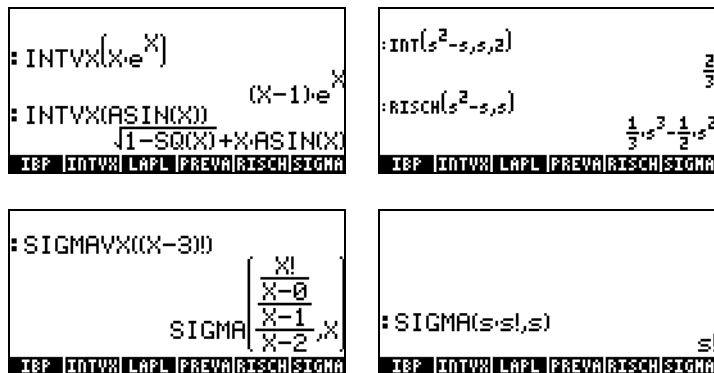 :INTVX(X·e^X)
(X-1)·e^X
:INTVX(ASIN(X))
√1-SQ(X)+X·ASIN(X)
IBP INTVX LAPL PREVA RISCH SIGMA
:INT(s²-s,s,2)
2
3
:RISCH(s²-s,s)
1/3·s³-1/2·s²
IBP INTVX LAPL PREVA RISCH SIGMA
:SIGMAVX((X-3)!)
X!
X-0
X-1
SIGMA( X-2 ,X)
IBP INTVX LAPL PREVA RISCH SIGMA
:SIGMA(s·s!,s)
s!
IBP INTVX LAPL PREVA RISCH SIGMA